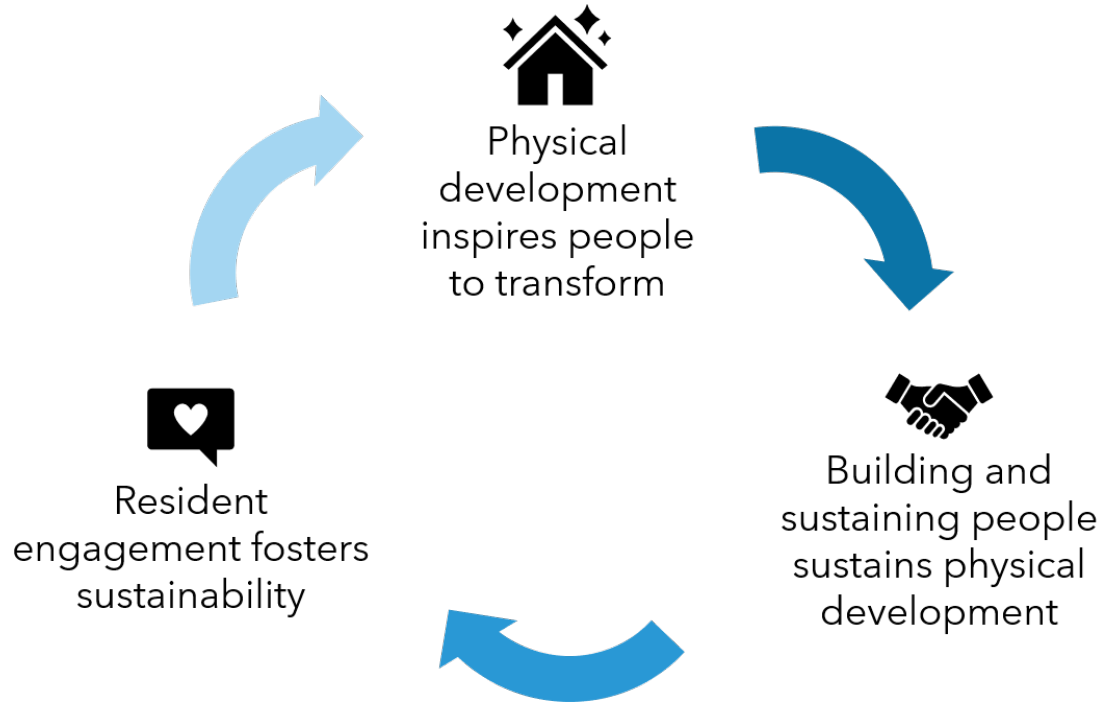 Physical
development
inspires people
to transform
Building and
sustaining people
sustains physical
development
Resident
engagement fosters
sustainability